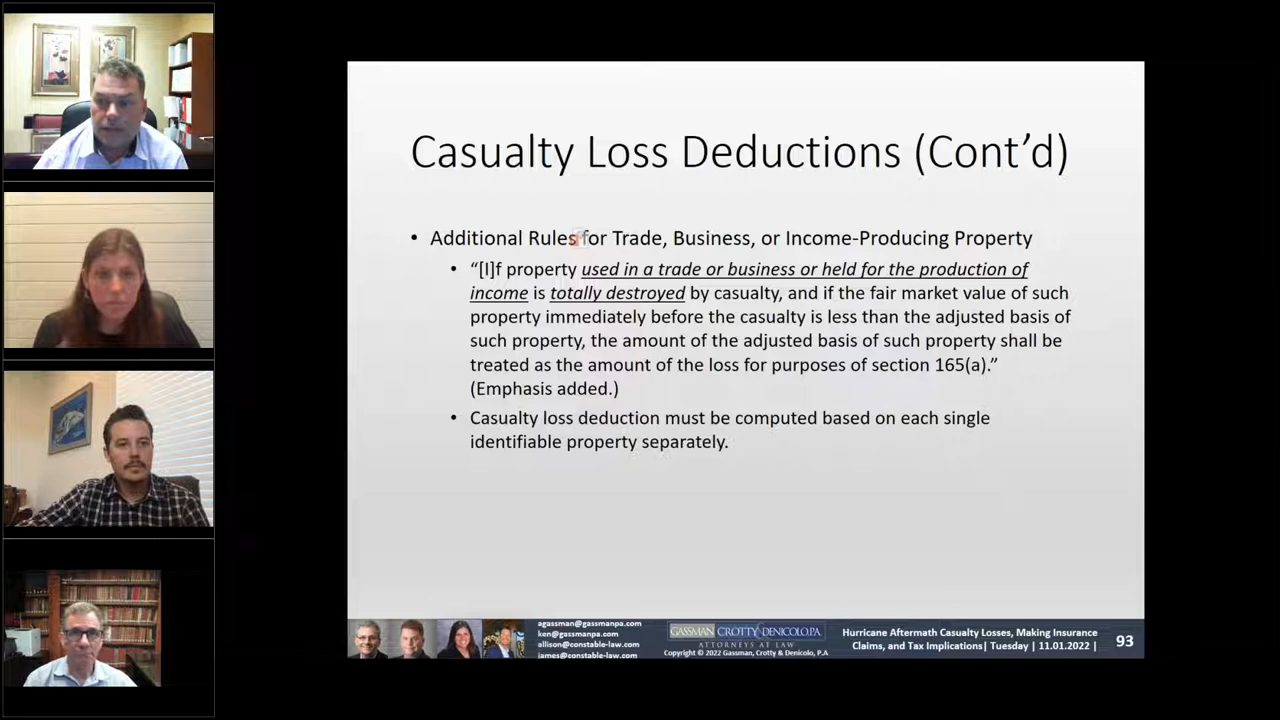 Casualty Loss Deductions (Cont’d)
• Additional Rules for Trade, Business, or Income-Producing Property
• “[I]f property used in a trade or business or held for the production of
income is totally destroyed by casualty, and if the fair market value of such
property immediately before the casualty is less than the adjusted basis of
such property, the amount of the adjusted basis of such property shall be
treated as the amount of the loss for purposes of section 165(a).”
(Emphasis added.)
• Casualty loss deduction must be computed based on each single
identifiable property separately.
agassman@gassmanpa.com
ken@gassmanpa.com
allison@constable-law.com
james@constable-law.com
GASSMAN CROTTY & DENICOLO, P.A.
ATTORNEYS AT LAW
Copyright © 2022 Gassman, Crotty & Denicolo, P.A
Hurricane Aftermath Casualty Losses, Making Insurance
Claims, and Tax Implications| Tuesday | 11.01.2022 |
93